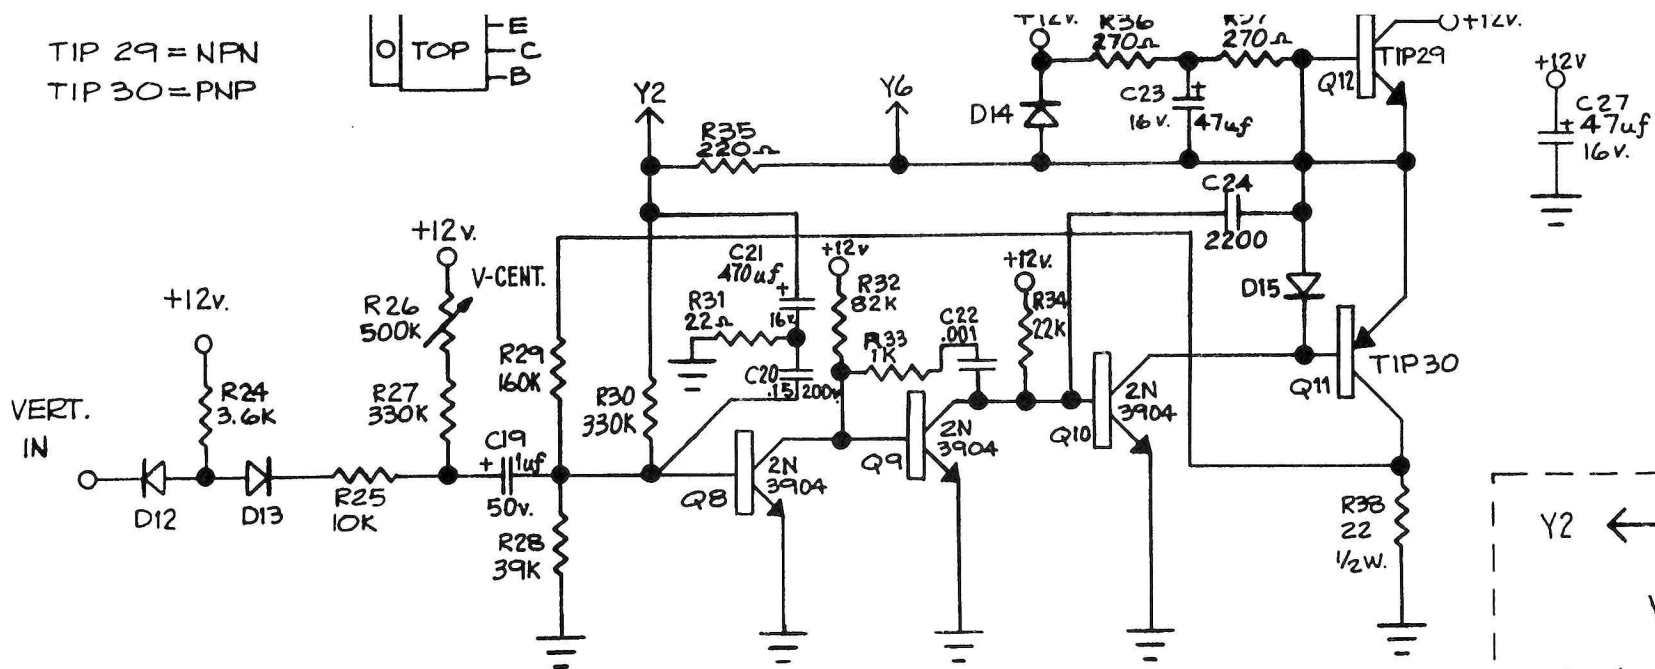 TIP 29 = NPN
TIP 30 = PNP
TOP
E
C
B
Y2
Y6
+12v.
R36
270Ω
R37
270Ω
+12v.
TIP29
Q12
D14
C23
16v.
+
47uf
+12v
C27
+ 47uf
16v.
R35
220Ω
C24
2200
+12v.
V-CENT.
R26
500K
+12v.
R24
3.6K
R27
330K
VERT.
IN
D12
D13
R25
10K
C19
+ 1uf
50v.
R29
160K
R28
39K
R30
330K
C21
470uf
+
16v
R31
22Ω
C20
.15
200v.
+12v
R32
82K
R33
1K
C22
.001
+12v.
R34
22K
Q8
2N
3904
Q9
2N
3904
Q10
2N
3904
D15
Q11
TIP30
R38
22
1/2W.
Y2